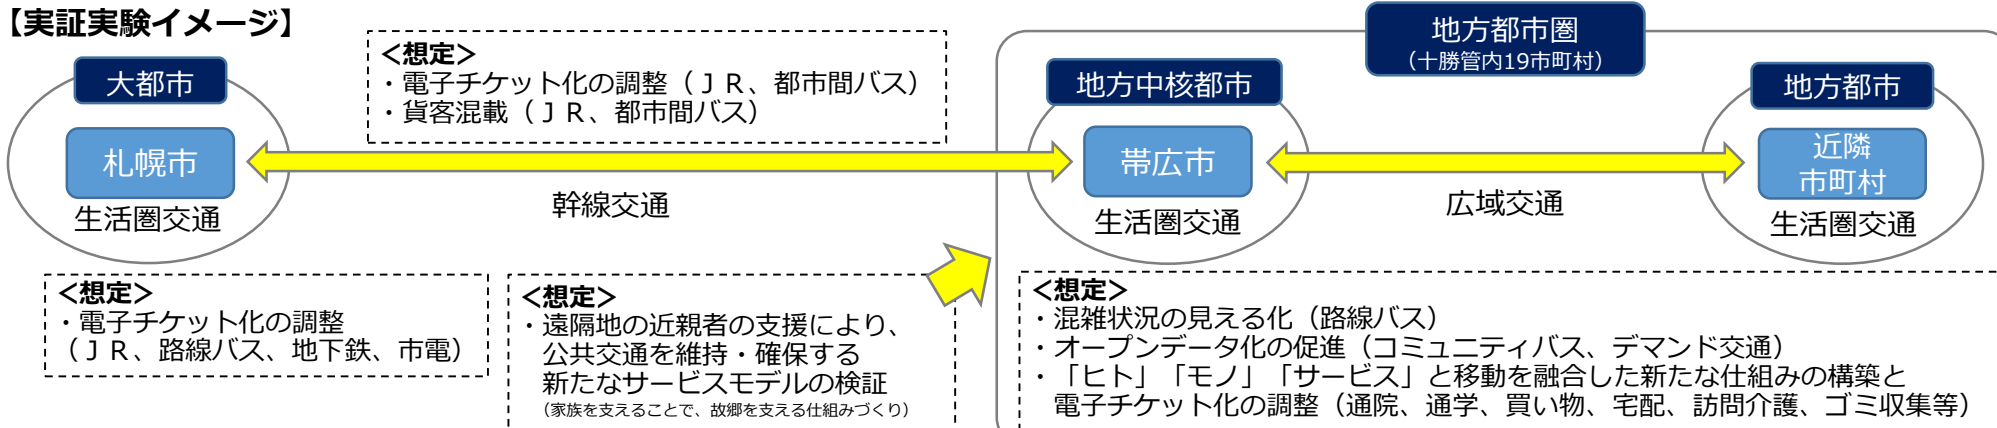 【実証実験イメージ】
大都市
札幌市
生活圏交通
<想定>
・電子チケット化の調整（ＪＲ、都市間バス）
・貨客混載（ＪＲ、都市間バス）
幹線交通
地方都市圏
（十勝管内19市町村）
地方中核都市
帯広市
生活圏交通
広域交通
地方都市
近隣
市町村
生活圏交通
<想定>
・電子チケット化の調整
（ＪＲ、路線バス、地下鉄、市電）
<想定>
・遠隔地の近親者の支援により、
公共交通を維持・確保する
新たなサービスモデルの検証
（家族を支えることで、故郷を支える仕組みづくり）
<想定>
・混雑状況の見える化（路線バス）
・オープンデータ化の促進（コミュニティバス、デマンド交通）
・「ヒト」「モノ」「サービス」と移動を融合した新たな仕組みの構築と
電子チケット化の調整（通院、通学、買い物、宅配、訪問介護、ゴミ収集等）